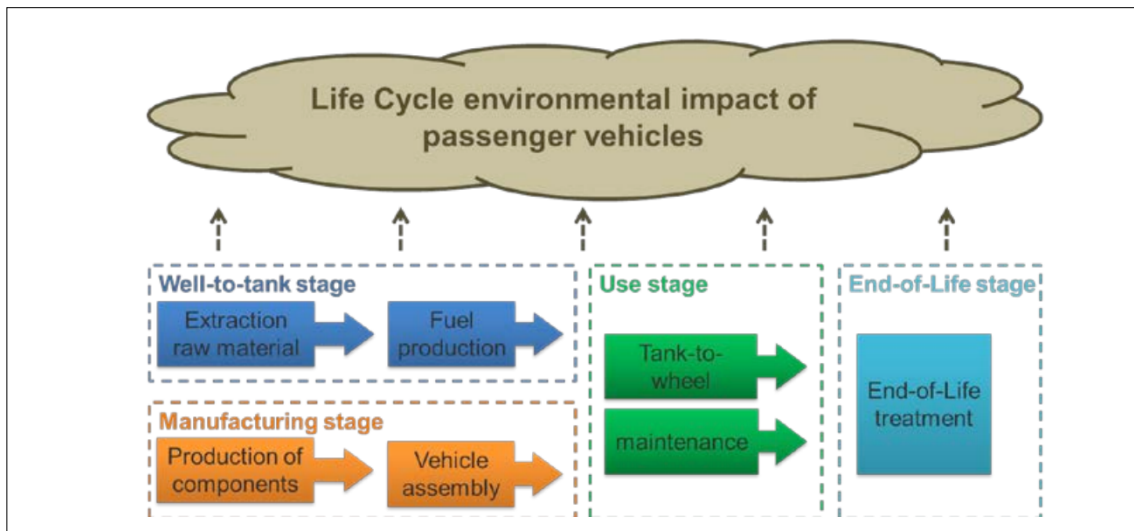 Life Cycle environmental impact of
passenger vehicles
Well-to-tank stage
Extraction
raw material
Fuel
production
Manufacturing stage
Production of
components
Vehicle
assembly
Use stage
Tank-to-
wheel
maintenance
End-of-Life stage
End-of-Life
treatment